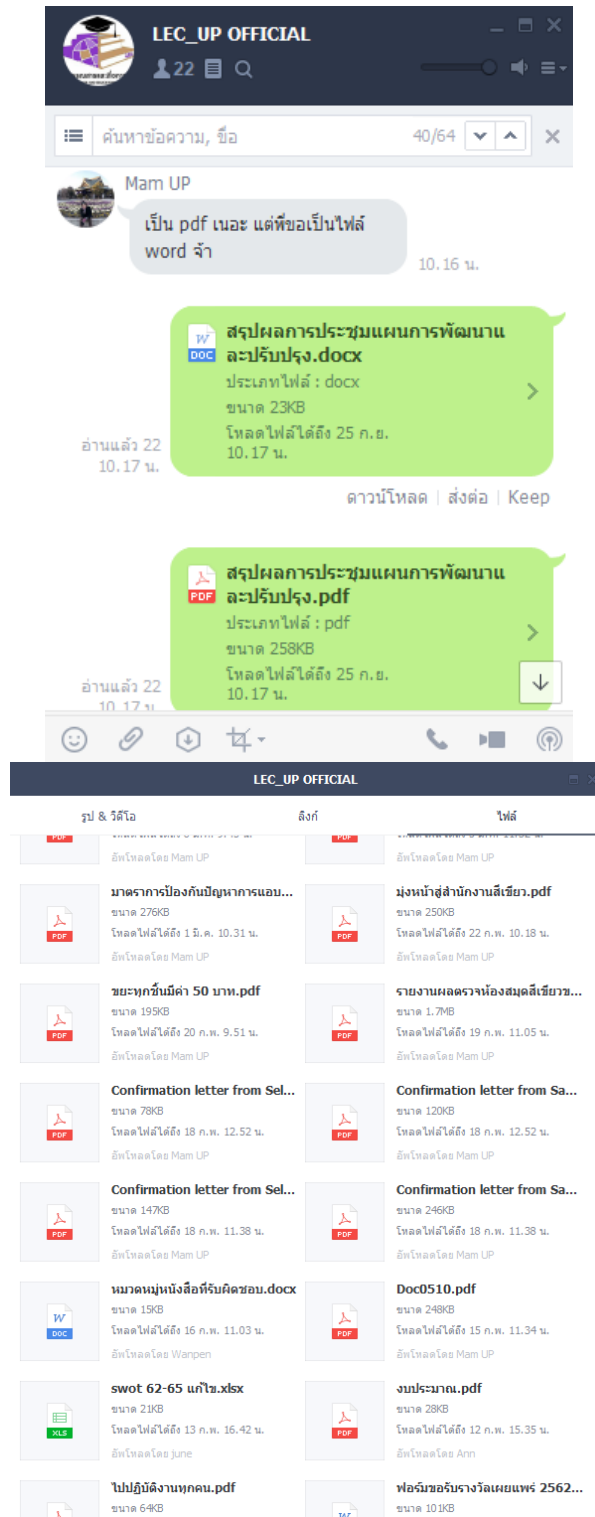 LEC_UP OFFICIAL
22
ค้นหาข้อความ, ชื่อ
40/64
Mam UP
เป็น pdf เนอะ แต่พี่ขอเป็นไฟล์
word จ้า
10.16 น.
W
DOC
สรุปผลการประชุมแผนการพัฒนาแ
ละปรับปรุง.docx
ประเภทไฟล์ : docx
ขนาด 23KB
โหลดไฟล์ได้ถึง 25 ก.ย.
10.17 น.
อ่านแล้ว 22
10.17 น.
ดาวน์โหลด | ส่งต่อ | Keep
PDF
สรุปผลการประชุมแผนการพัฒนาแ
ละปรับปรุง.pdf
ประเภทไฟล์ : pdf
ขนาด 258KB
โหลดไฟล์ได้ถึง 25 ก.ย.
10.17 น.
อ่านแล้ว 22
10.17 น.
LEC_UP OFFICIAL
รูป & วิดีโอ
ลิงก์
ไฟล์
PDF
อัพโหลดโดย Mam UP
PDF
อัพโหลดโดย Mam UP
PDF
มาตราการป้องกันปัญหาการแอบ...
ขนาด 276KB
โหลดไฟล์ได้ถึง 1 มี.ค. 10.31 น.
อัพโหลดโดย Mam UP
PDF
มุ่งหน้าสู่สำนักงานสีเขียว.pdf
ขนาด 250KB
โหลดไฟล์ได้ถึง 22 ก.พ. 10.18 น.
อัพโหลดโดย Mam UP
PDF
ขยะทุกชิ้นมีค่า 50 บาท.pdf
ขนาด 195KB
โหลดไฟล์ได้ถึง 20 ก.พ. 9.51 น.
อัพโหลดโดย Mam UP
PDF
รายงานผลตรวจห้องสมุดสีเขียวข...
ขนาด 1.7MB
โหลดไฟล์ได้ถึง 19 ก.พ. 11.05 น.
อัพโหลดโดย Mam UP
PDF
Confirmation letter from Sel...
ขนาด 78KB
โหลดไฟล์ได้ถึง 18 ก.พ. 12.52 น.
อัพโหลดโดย Mam UP
PDF
Confirmation letter from Sa...
ขนาด 120KB
โหลดไฟล์ได้ถึง 18 ก.พ. 12.52 น.
อัพโหลดโดย Mam UP
PDF
Confirmation letter from Sel...
ขนาด 147KB
โหลดไฟล์ได้ถึง 18 ก.พ. 11.38 น.
อัพโหลดโดย Mam UP
PDF
Confirmation letter from Sa...
ขนาด 246KB
โหลดไฟล์ได้ถึง 18 ก.พ. 11.38 น.
อัพโหลดโดย Mam UP
W
DOC
หมวดหมู่หนังสือที่รับผิดชอบ.docx
ขนาด 15KB
โหลดไฟล์ได้ถึง 16 ก.พ. 11.03 น.
อัพโหลดโดย Wanpen
PDF
Doc0510.pdf
ขนาด 248KB
โหลดไฟล์ได้ถึง 15 ก.พ. 11.34 น.
อัพโหลดโดย Mam UP
XLS
swot 62-65 แก้ไข.xlsx
ขนาด 21KB
โหลดไฟล์ได้ถึง 13 ก.พ. 16.42 น.
อัพโหลดโดย june
PDF
งบประมาณ.pdf
ขนาด 28KB
โหลดไฟล์ได้ถึง 12 ก.พ. 15.35 น.
อัพโหลดโดย Ann
ใบปฏิบัติงานทุกคน.pdf
ขนาด 64KB
W
ฟอร์มขอรับรางวัลเผยแพร่ 2562...
ขนาด 101KB